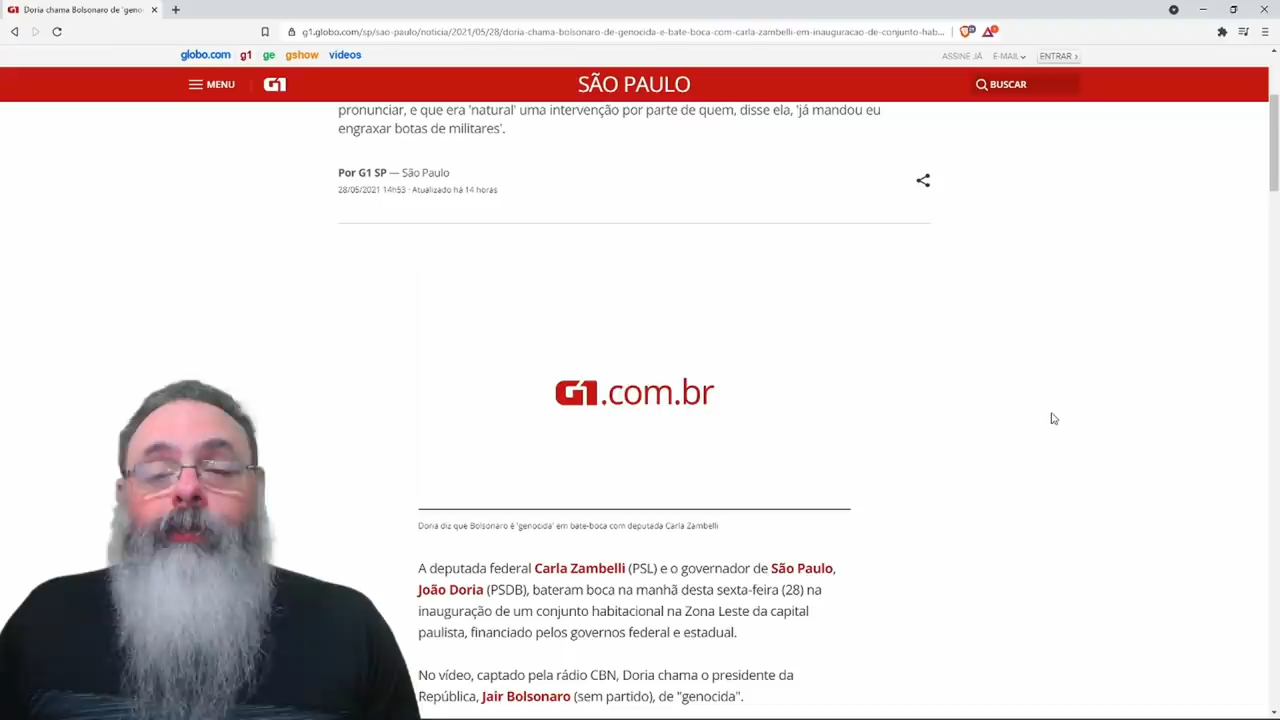 G1 Doria chama Bolsonaro de 'geno
g1.globo.com/sp/sao-paulo/noticia/2021/05/28/doria-chama-bolsonaro-de-genocida-e-bate-boca-com-carla-zambelli-em-inauguracao-de-conjunto-hab...
globo.com g1 ge gshow videos
ASSINE JÁ E-MAIL ENTRAR ›
MENU G1 SÃO PAULO BUSCAR
pronunciar, e que era 'natural' uma intervenção por parte de quem, disse ela, 'já mandou eu
engraxar botas de militares'.
Por G1 SP — São Paulo
28/05/2021 14h53 · Atualizado há 14 horas
G1.com.br
Doria diz que Bolsonaro é 'genocida' em bate-boca com deputada Carla Zambelli
A deputada federal Carla Zambelli (PSL) e o governador de São Paulo,
João Doria (PSDB), bateram boca na manhã desta sexta-feira (28) na
inauguração de um conjunto habitacional na Zona Leste da capital
paulista, financiado pelos governos federal e estadual.
No vídeo, captado pela rádio CBN, Doria chama o presidente da
República, Jair Bolsonaro (sem partido), de "genocida".